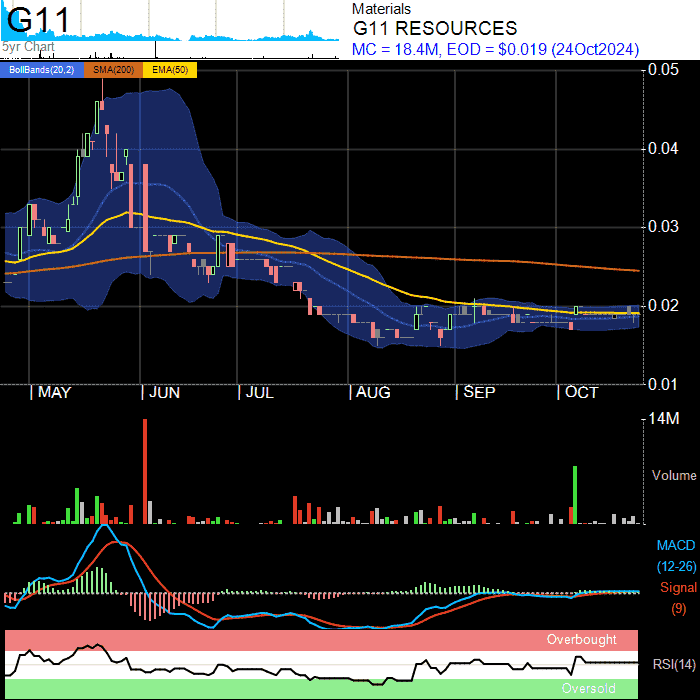 G11
5yr Chart
Materials
G11 RESOURCES
MC = 18.4M, EOD = $0.019 (24Oct2024)
BollBands(20,2) SMA(200) EMA(50)
0.05
0.04
0.03
0.02
0.01
| MAY | JUN | JUL | AUG | SEP | OCT
14M
Volume
MACD
(12-26)
Signal
(9)
Overbought
RSI(14)
Oversold